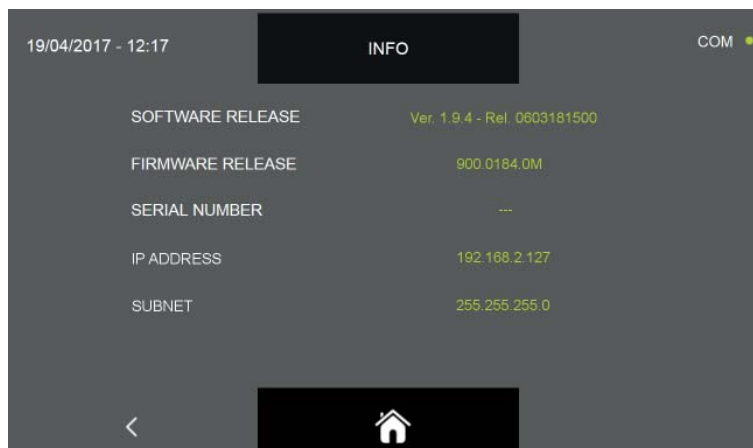 19/04/2017 - 12:17 INFO COM
SOFTWARE RELEASE Ver. 1.9.4 - Rel. 0603181500
FIRMWARE RELEASE 900.0184.0M
SERIAL NUMBER ---
IP ADDRESS 192.168.2.127
SUBNET 255.255.255.0